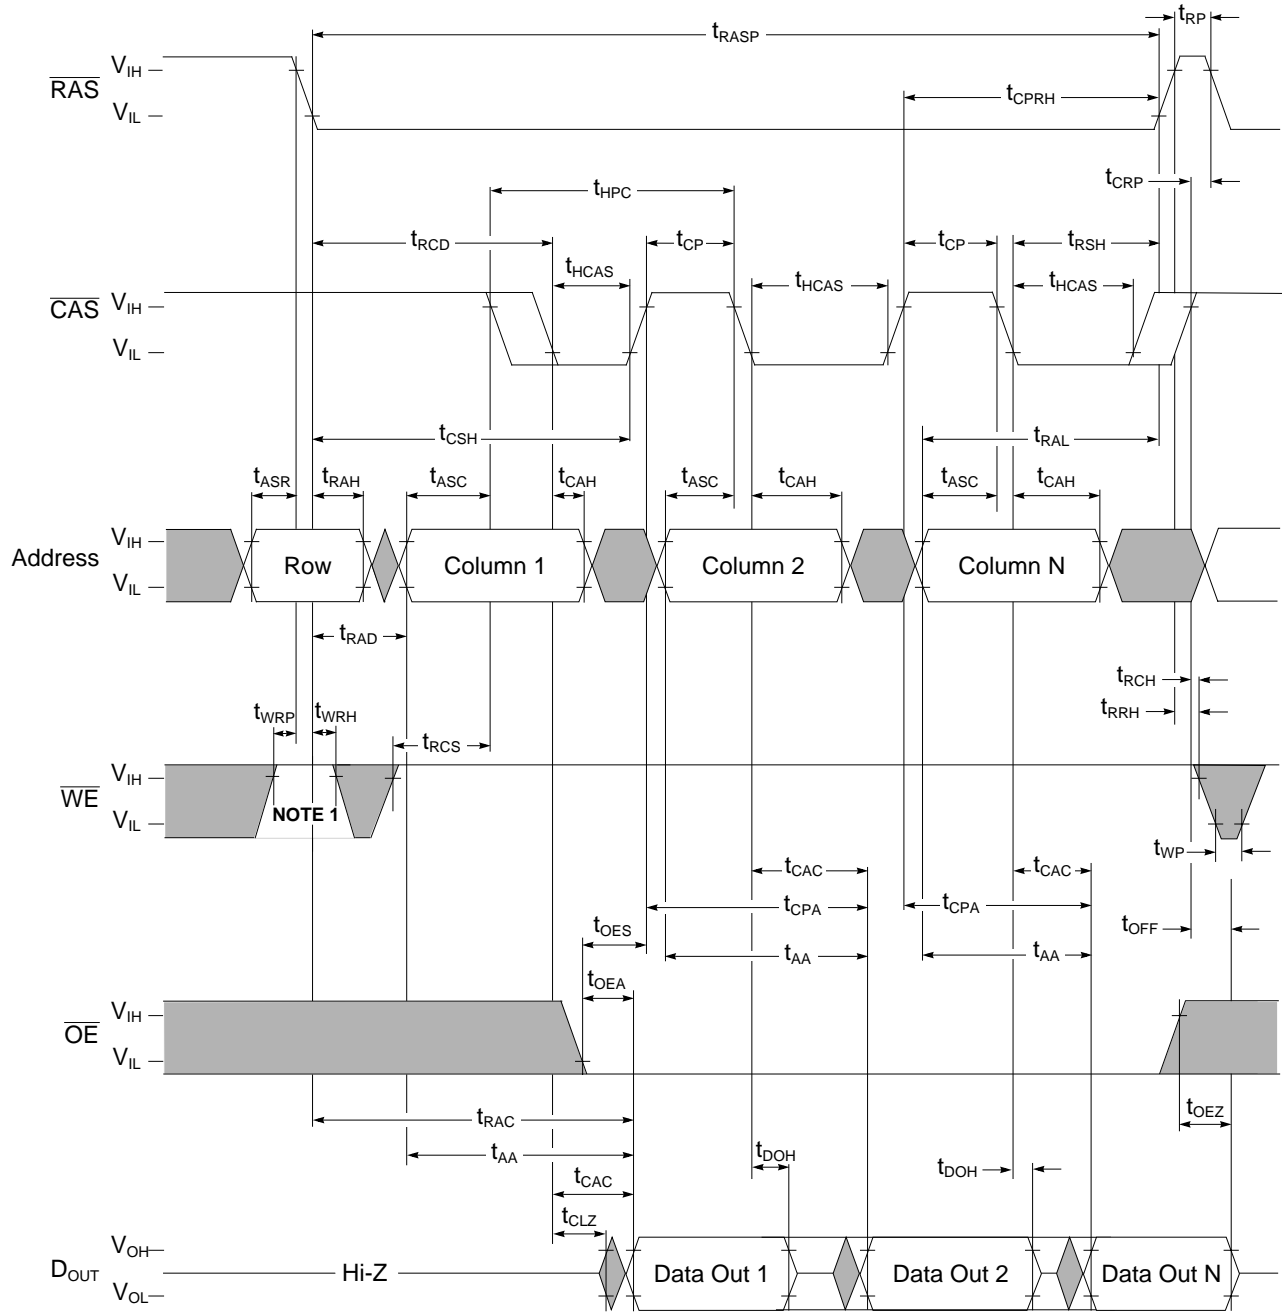 tRP
tRASP
VIH
RAS
VIL
tCPRH
tCRP
tHPC
tRCD
tCP
tCP
tRSH
tHCAS
tHCAS
tHCAS
VIH
CAS
VIL
tCSH
tRAL
tASR
tRAH
tASC
tCAH
tASC
tCAH
tASC
tCAH
VIH
Address
VIL
Row
Column 1
Column 2
Column N
tRAD
tRCH
tWRP
tWRH
tRRH
tRCS
VIH
WE
VIL
NOTE 1
tWP
tCAC
tCAC
tCPA
tCPA
tOES
tOFF
tAA
tAA
tOEA
VIH
OE
VIL
tRAC
tOEZ
tAA
tDOH
tDOH
tCAC
tCLZ
VOH
DOUT
VOL
Hi-Z
Data Out 1
Data Out 2
Data Out N